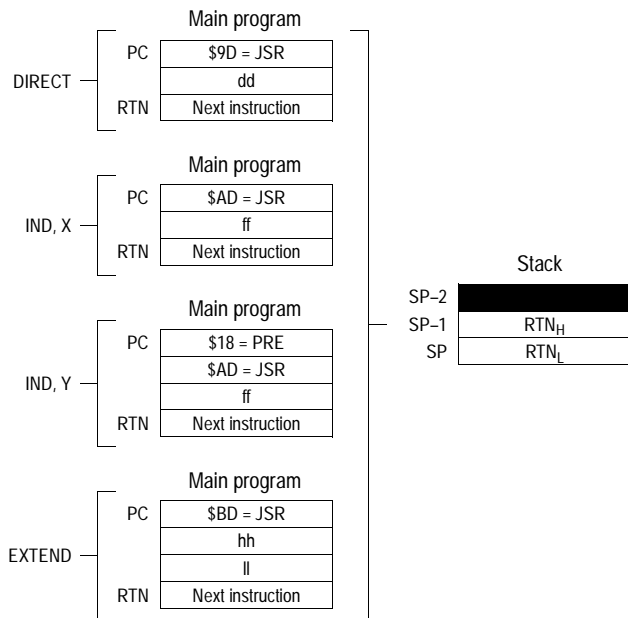 Main program
PC $9D = JSR
DIRECT dd
RTN Next instruction
Main program
PC $AD = JSR
IND, X ff
RTN Next instruction
Main program
PC $18 = PRE
$AD = JSR
IND, Y ff
RTN Next instruction
Main program
PC $BD = JSR
hh
EXTEND ll
RTN Next instruction
Stack
SP–2
SP–1 RTNH
SP RTNL